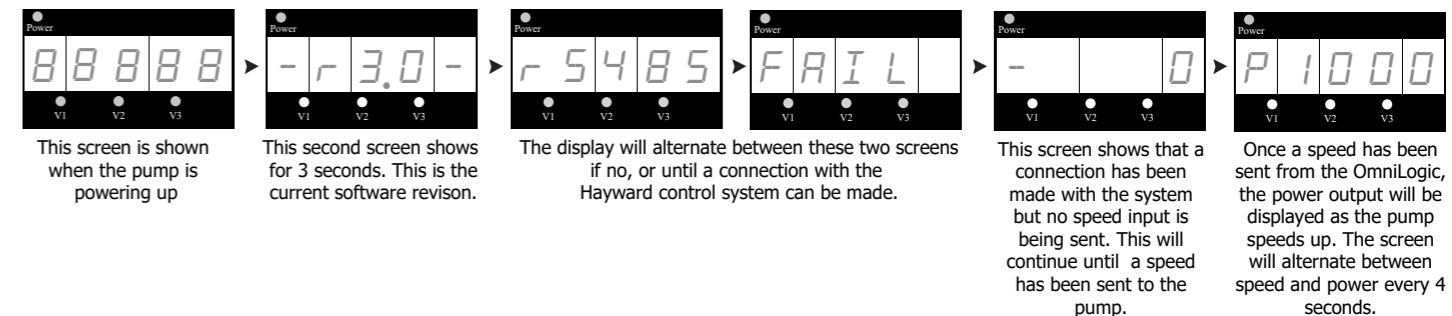 Power
88888
V1 V2 V3
This screen is shown
when the pump is
powering up
Power
-r3.0-
V1 V2 V3
This second screen shows
for 3 seconds. This is the
current software revison.
Power
rS485
V1 V2 V3
Power
FAIL
V1 V2 V3
The display will alternate between these two screens
if no, or until a connection with the
Hayward control system can be made.
Power
- 0
V1 V2 V3
This screen shows that a
connection has been
made with the system
but no speed input is
being sent. This will
continue until a speed
has been sent to the
pump.
Power
P1000
V1 V2 V3
Once a speed has been
sent from the OmniLogic,
the power output will be
displayed as the pump
speeds up. The screen
will alternate between
speed and power every 4
seconds.